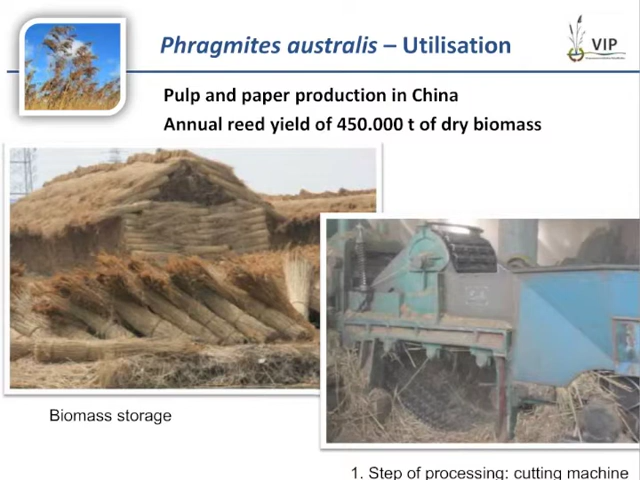 Phragmites australis – Utilisation
VIP
Pulp and paper production in China
Annual reed yield of 450.000 t of dry biomass
Biomass storage
1. Step of processing: cutting machine